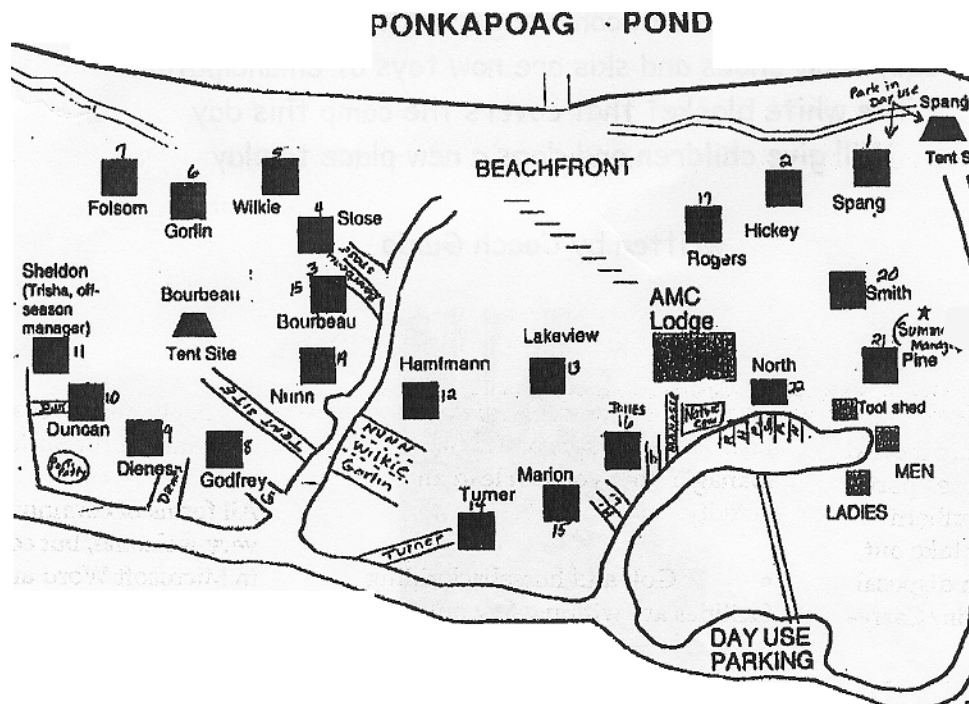 PONKAPOAG · POND
Park in
Day Use
Spang
Tent S
BEACHFRONT
7
Folsom
6
Gorlin
Wilkie
4
Slose
17
Rogers
2
Hickey
1
Spang
Sheldon
(Trisha, off-
season
manager)
11
Bourbeau
Tent Site
3
15
Bourbeau
20
Smith
AMC
Lodge
Lakeview
13
Hamfmann
12
19
Nunn
North
22
21
Pine
10
Duncan
9
Dienes
8
Godfrey
TENT SITE
NUNN
Wilkie
Gorlin
16
Tool shed
MEN
LADIES
Marion
15
Turner
14
TURNER
DAY USE
PARKING